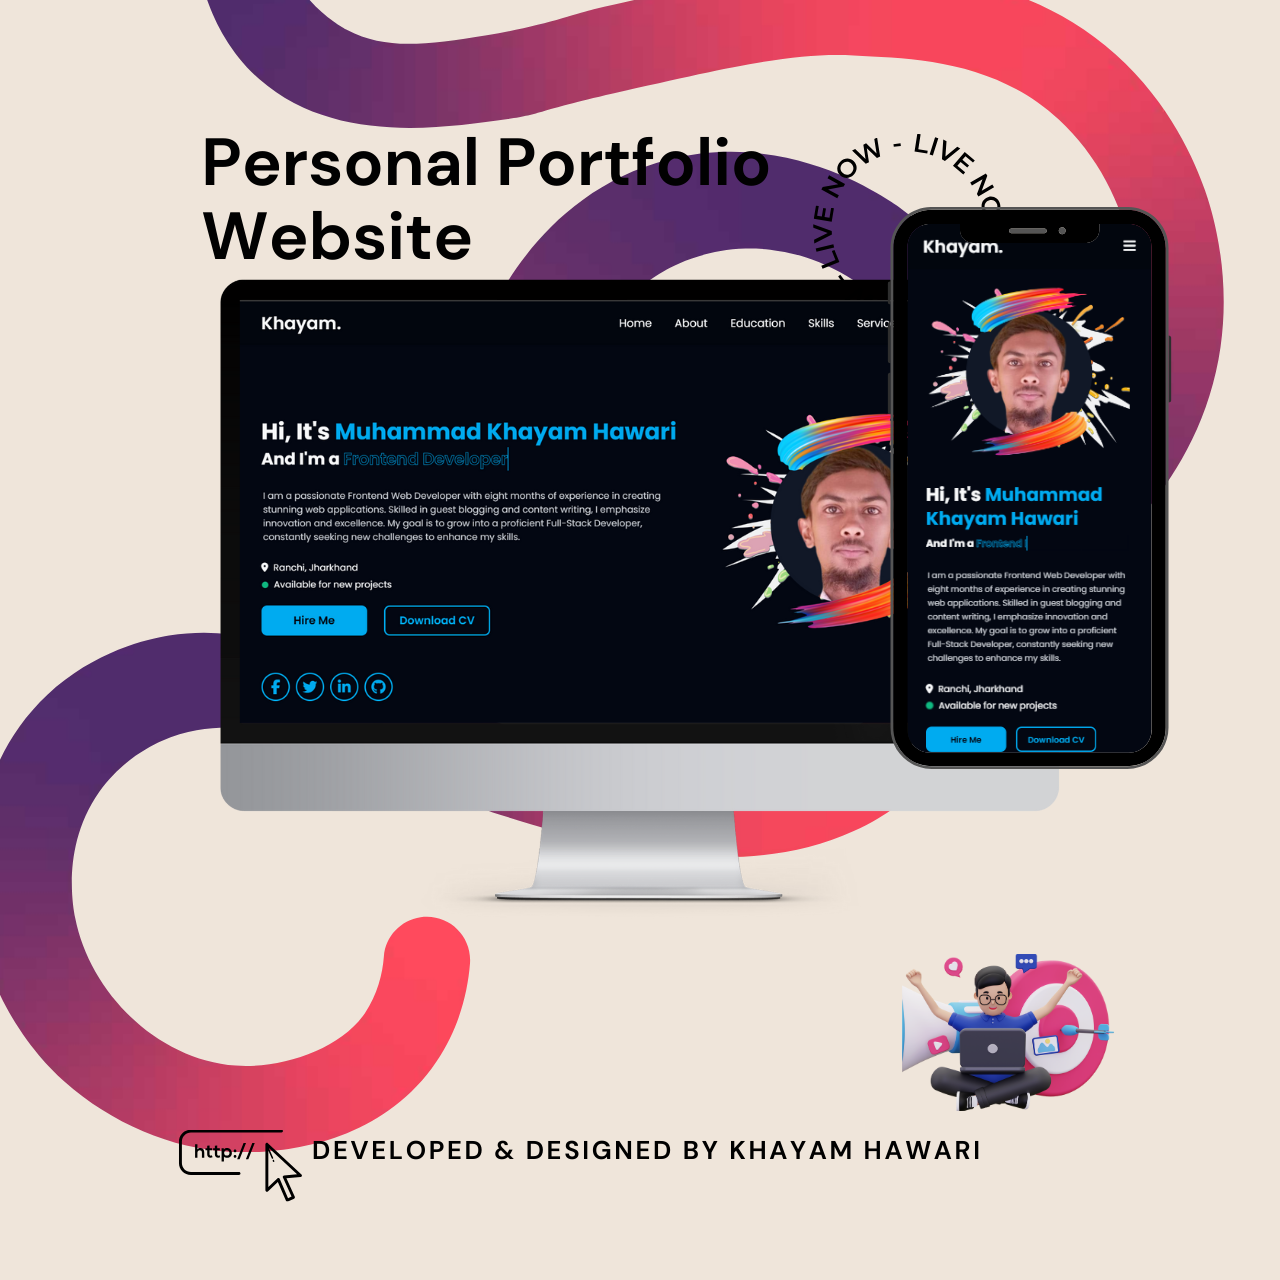 Personal Portfolio
Website
LIVE NOW - LIVE
Khayam.
Home About Education Skills
Hi, It's Muhammad Khayam Hawari
And I'm a Frontend Developer
I am a passionate Frontend Web Developer with eight months of experience in creating
stunning web applications. Skilled in guest blogging and content writing, I emphasize
innovation and excellence. My goal is to grow into a proficient Full-Stack Developer,
constantly seeking new challenges to enhance my skills.
Ranchi, Jharkhand
Available for new projects
Hire Me Download CV
Khayam.
Hi, It's Muhammad
Khayam Hawari
And I'm a Frontend
I am a passionate Frontend Web Developer with
eight months of experience in creating stunning
web applications. Skilled in guest blogging and
content writing, I emphasize innovation and
excellence. My goal is to grow into a proficient
Full-Stack Developer, constantly seeking new
challenges to enhance my skills.
Ranchi, Jharkhand
Available for new projects
Hire Me Download CV
http://
DEVELOPED & DESIGNED BY KHAYAM HAWARI